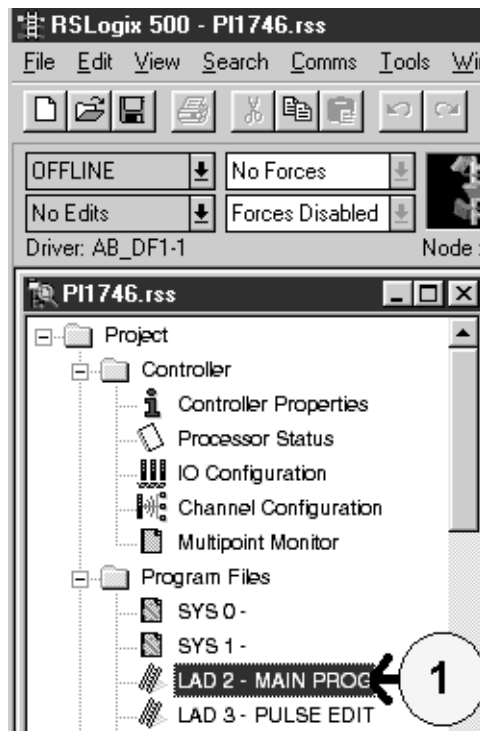 RSLogix 500 - PI1746.rss
File Edit View Search Comms Tools
OFFLINE No Forces
No Edits Forces Disabled
Driver: AB_DF1-1 Node
PI1746.rss
Project
Controller
Controller Properties
Processor Status
IO Configuration
Channel Configuration
Multipoint Monitor
Program Files
SYS 0 -
SYS 1 -
LAD 2 - MAIN PROG 1
LAD 3 - PULSE EDIT